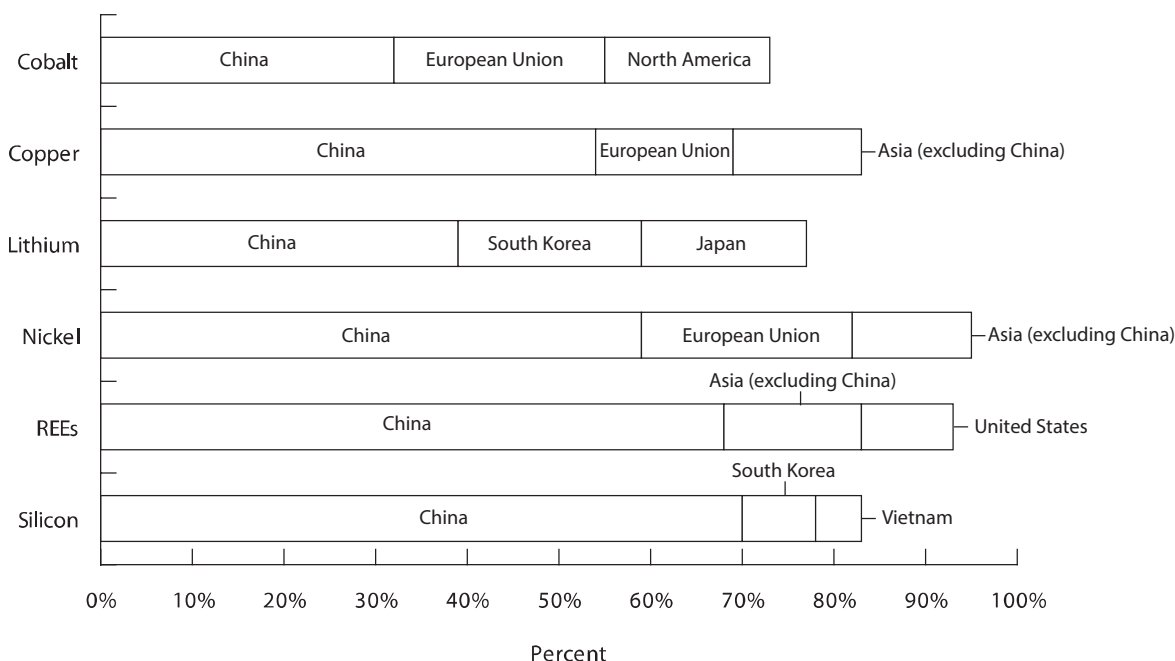 Cobalt
China
European Union
North America
Copper
China
European Union
Asia (excluding China)
Lithium
China
South Korea
Japan
Nickel
China
European Union
Asia (excluding China)
Asia (excluding China)
REEs
China
United States
South Korea
Silicon
China
Vietnam
0% 10% 20% 30% 40% 50% 60% 70% 80% 90% 100%
Percent